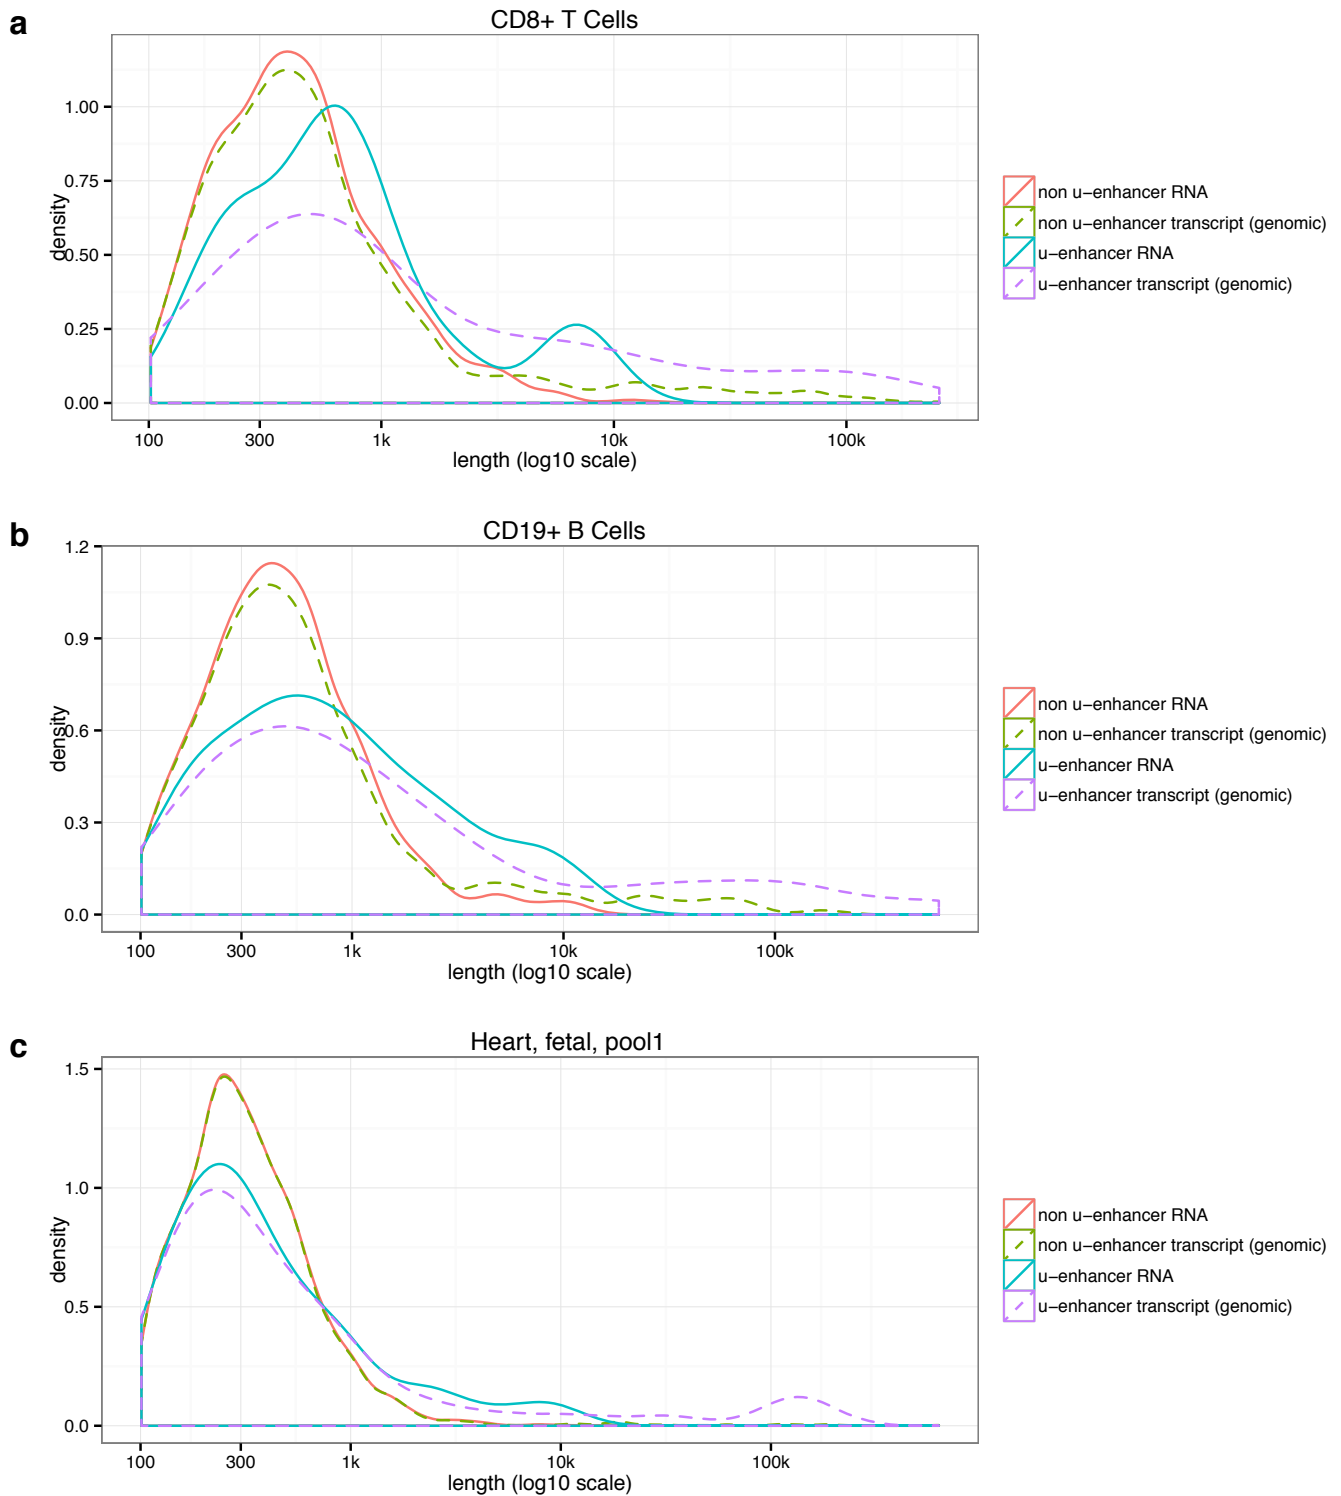 a
CD8+ T Cells
density
1.00
0.75
0.50
0.25
0.00
100
300
1k
10k
100k
length (log10 scale)
non u−enhancer RNA
non u−enhancer transcript (genomic)
u−enhancer RNA
u−enhancer transcript (genomic)
b
CD19+ B Cells
density
1.2
0.9
0.6
0.3
0.0
100
300
1k
10k
100k
length (log10 scale)
non u−enhancer RNA
non u−enhancer transcript (genomic)
u−enhancer RNA
u−enhancer transcript (genomic)
c
Heart, fetal, pool1
density
1.5
1.0
0.5
0.0
100
300
1k
10k
100k
length (log10 scale)
non u−enhancer RNA
non u−enhancer transcript (genomic)
u−enhancer RNA
u−enhancer transcript (genomic)